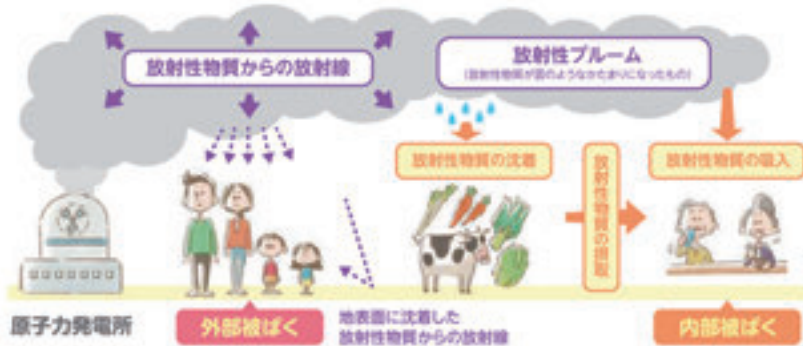 放射性物質からの放射線
放射性プルーム
(放射性物質が雲のようなかたまりになったもの)
放射性物質の沈着
放射性物質の摂取
放射性物質の吸入
原子力発電所
外部被ばく
地表面に沈着した
放射性物質からの放射線
内部被ばく